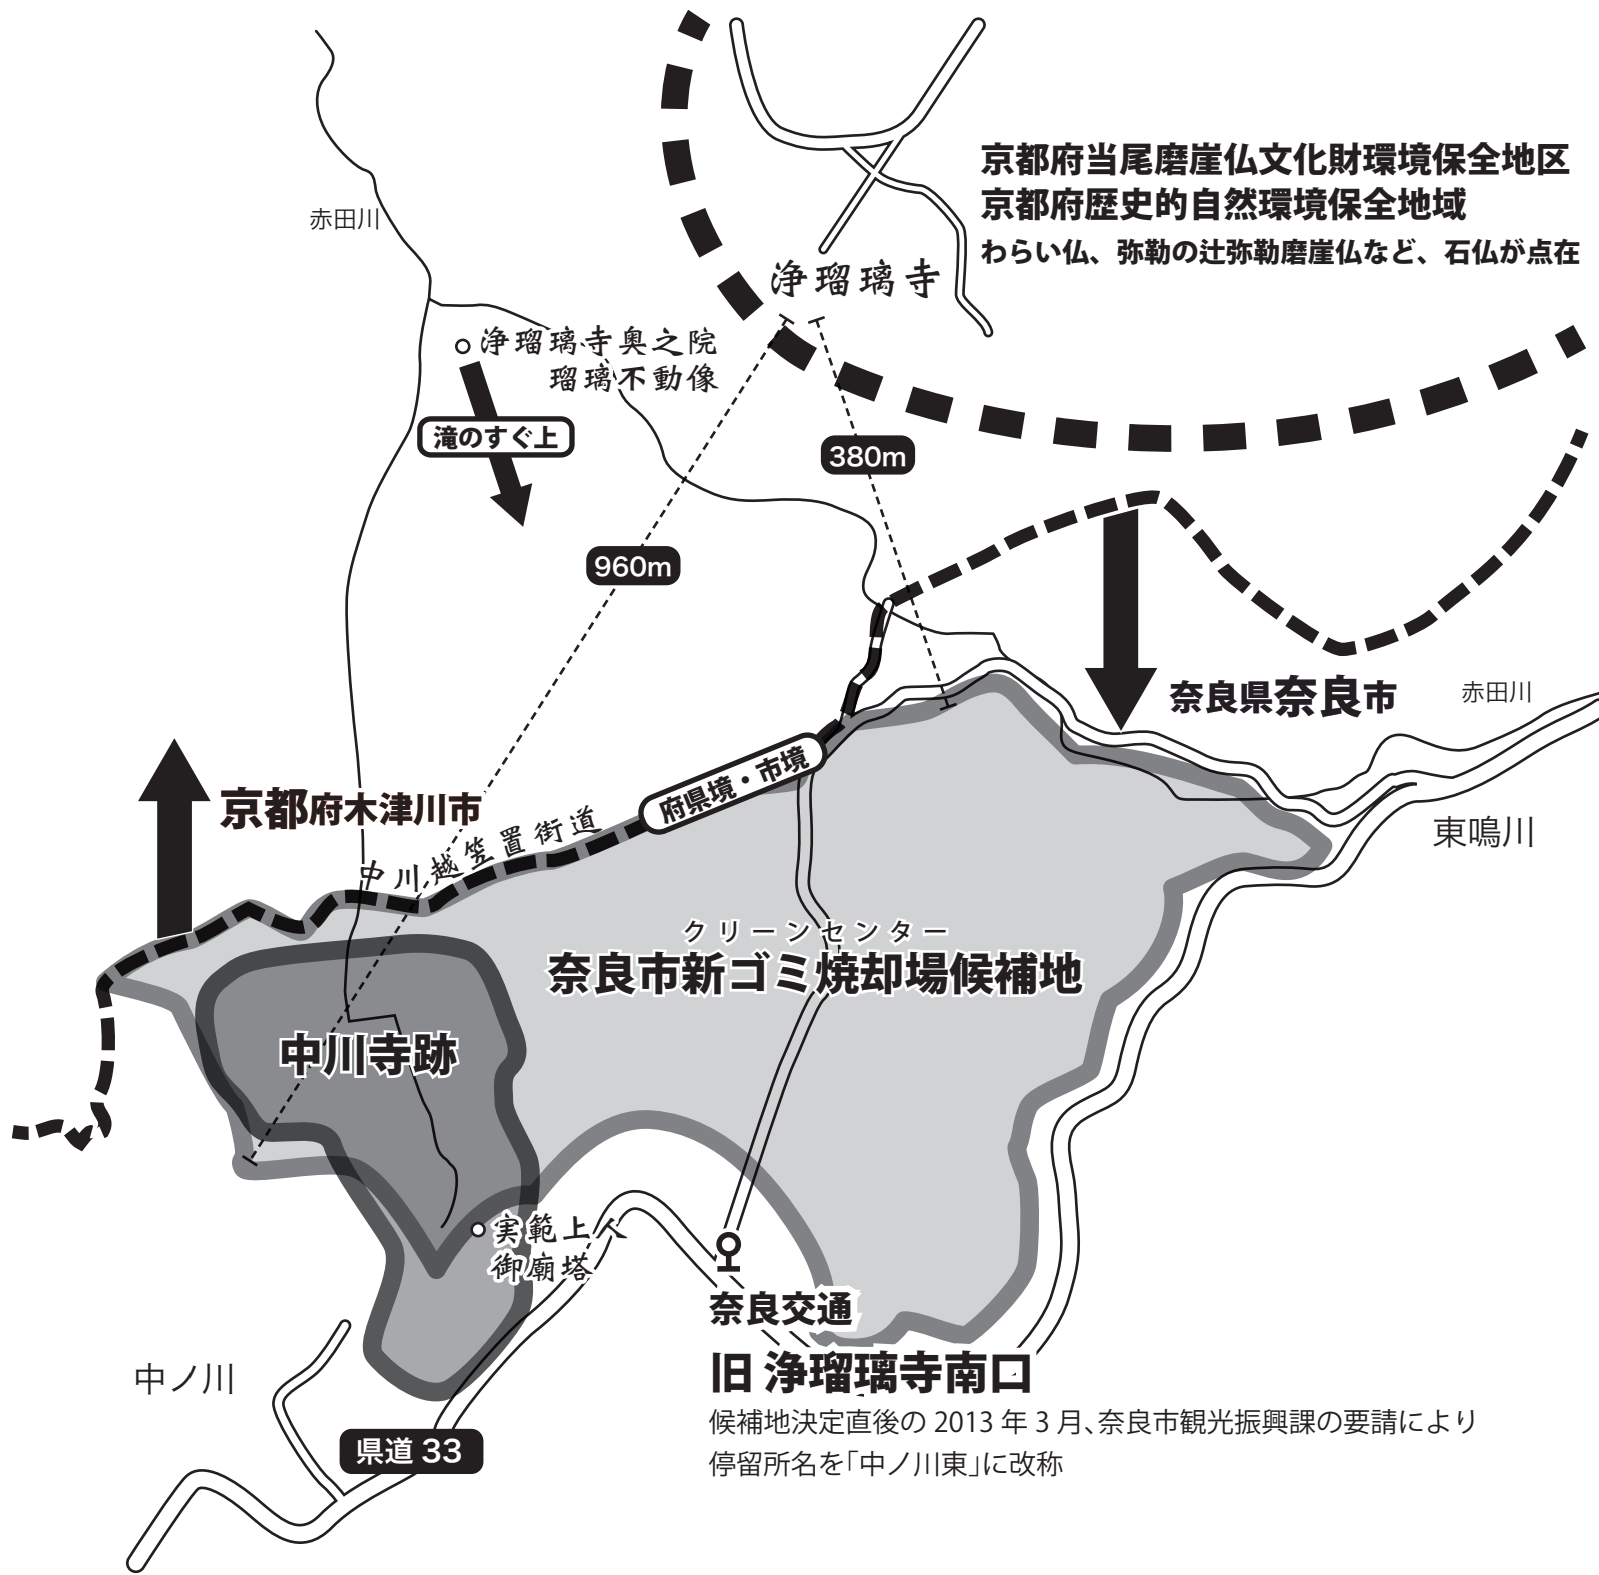 京都府当尾磨崖仏文化財環境保全地区
京都府歴史的自然環境保全地域
わらい仏、弥勒の辻弥勒磨崖仏など、石仏が点在
赤田川
浄瑠璃寺
浄瑠璃寺奥之院
瑠璃不動像
滝のすぐ上
380m
960m
奈良県奈良市
赤田川
府県境・市境
京都府木津川市
中川越笠置街道
東鳴川
クリーンセンター
奈良市新ゴミ焼却場候補地
中川寺跡
実範上人
御廟塔
奈良交通
旧 浄瑠璃寺南口
候補地決定直後の 2013 年 3 月、奈良市観光振興課の要請により
停留所名を「中ノ川東」に改称
中ノ川
県道 33